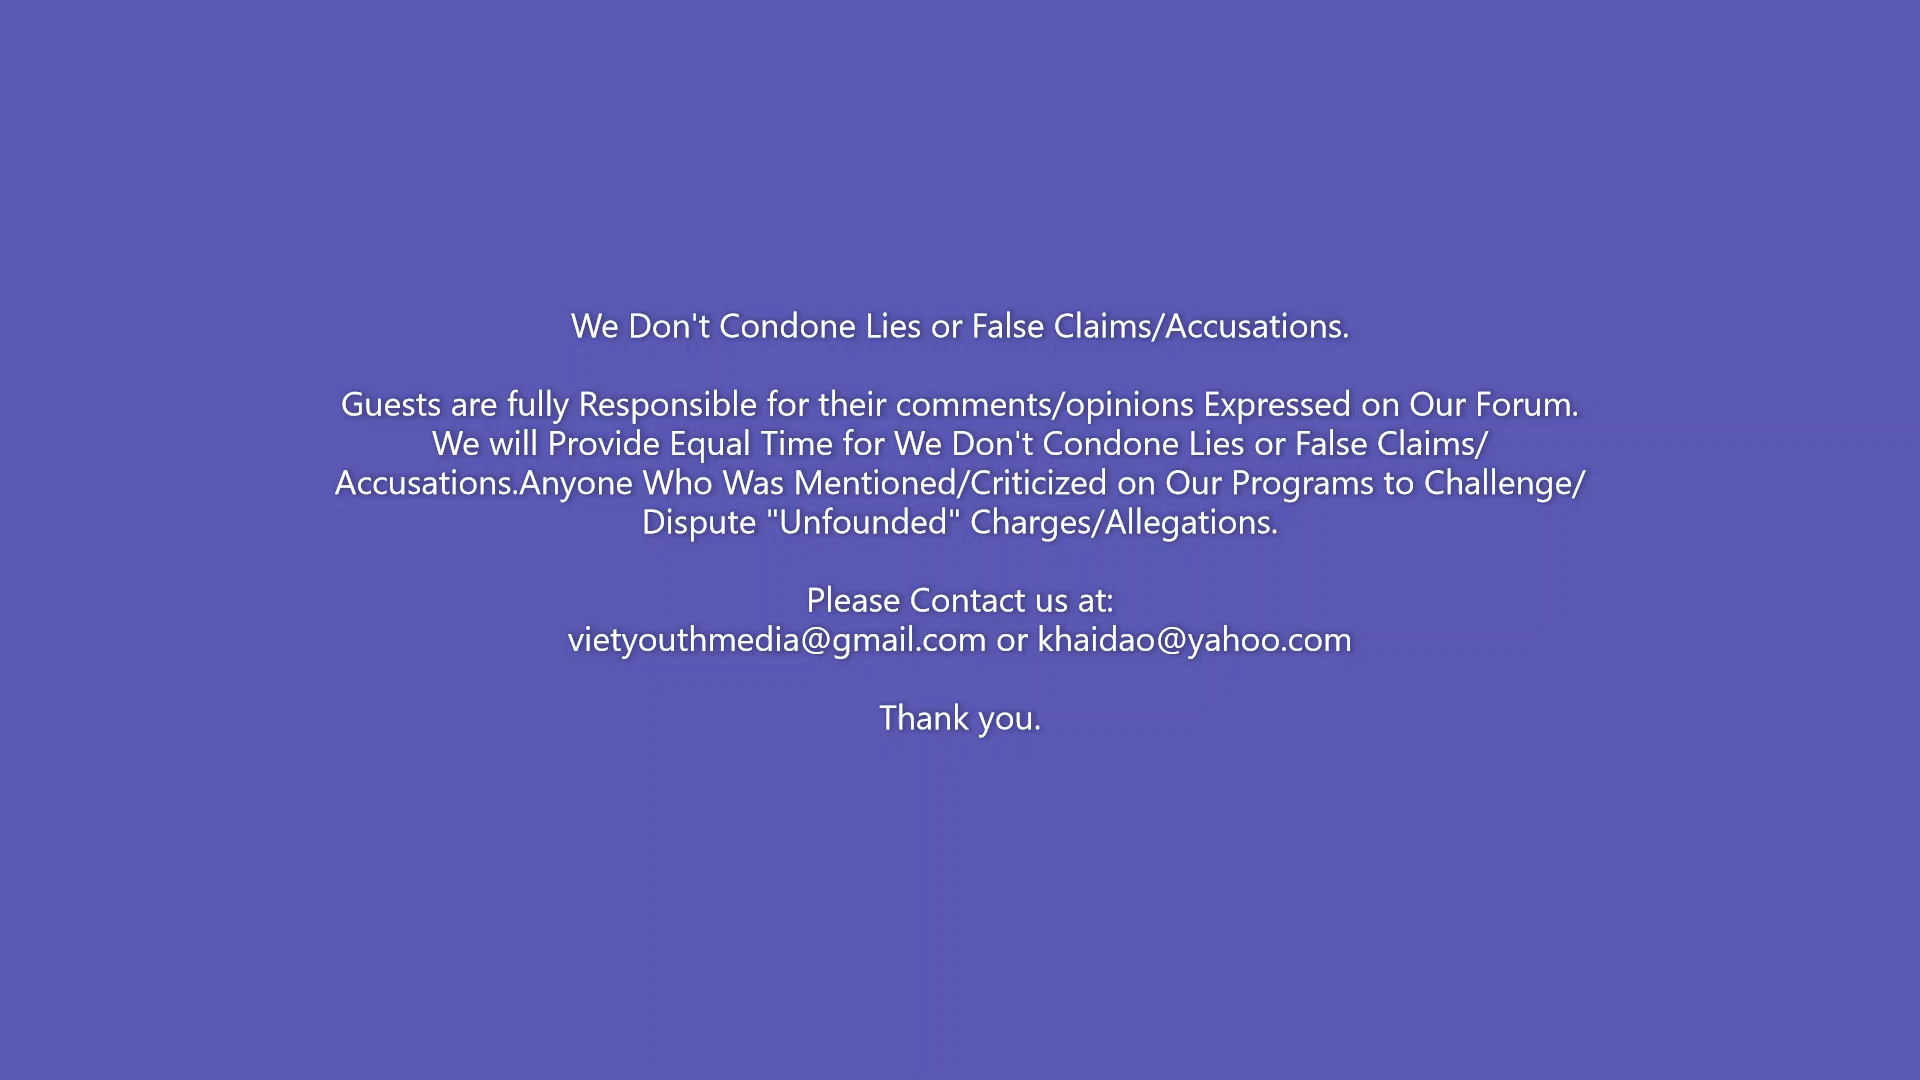 We Don't Condone Lies or False Claims/Accusations.
Guests are fully Responsible for their comments/opinions Expressed on Our Forum.
We will Provide Equal Time for We Don't Condone Lies or False Claims/
Accusations.Anyone Who Was Mentioned/Criticized on Our Programs to Challenge/
Dispute "Unfounded" Charges/Allegations.
Please Contact us at:
vietyouthmedia@gmail.com or khaidao@yahoo.com
Thank you.